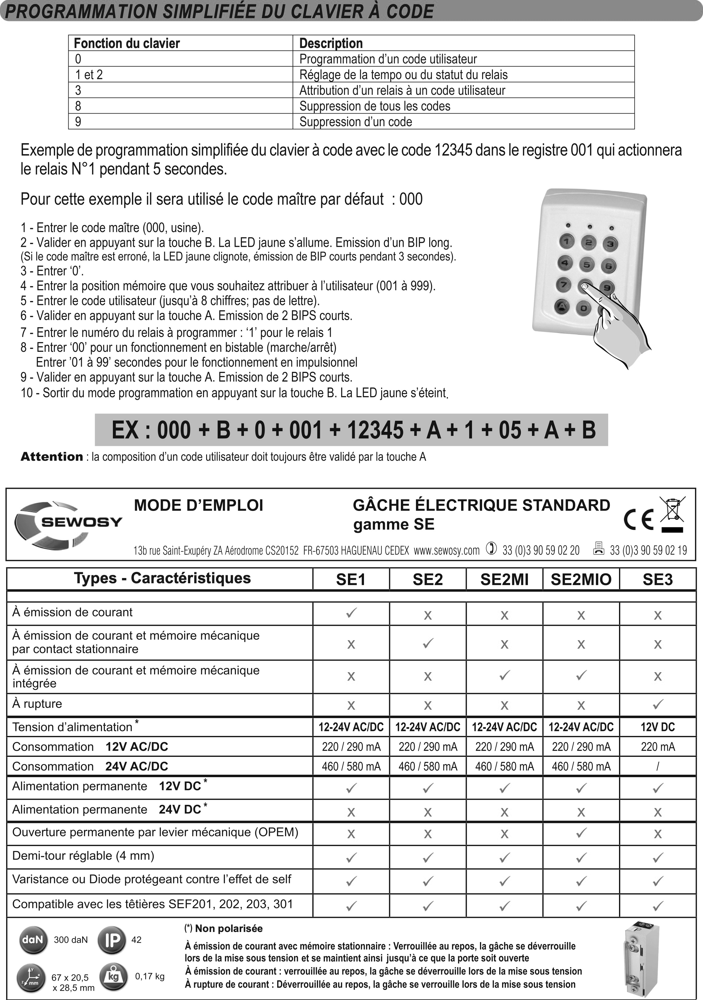 PROGRAMMATION SIMPLIFIÉE DU CLAVIER À CODE
Fonction du clavier Description
0 Programmation d’un code utilisateur
1 et 2 Réglage de la tempo ou du statut du relais
3 Attribution d’un relais à un code utilisateur
8 Suppression de tous les codes
9 Suppression d’un code
Exemple de programmation simplifiée du clavier à code avec le code 12345 dans le registre 001 qui actionnera
le relais N°1 pendant 5 secondes.
Pour cette exemple il sera utilisé le code maître par défaut : 000
1 - Entrer le code maître (000, usine).
2 - Valider en appuyant sur la touche B. La LED jaune s’allume. Emission d’un BIP long.
(Si le code maître est erroné, la LED jaune clignote, émission de BIP courts pendant 3 secondes).
3 - Entrer ‘0’.
4 - Entrer la position mémoire que vous souhaitez attribuer à l’utilisateur (001 à 999).
5 - Entrer le code utilisateur (jusqu’à 8 chiffres; pas de lettre).
6 - Valider en appuyant sur la touche A. Emission de 2 BIPS courts.
7 - Entrer le numéro du relais à programmer : ‘1’ pour le relais 1
8 - Entrer ‘00’ pour un fonctionnement en bistable (marche/arrêt)
Entrer ’01 à 99’ secondes pour le fonctionnement en impulsionnel
9 - Valider en appuyant sur la touche A. Emission de 2 BIPS courts.
10 - Sortir du mode programmation en appuyant sur la touche B. La LED jaune s’éteint.
1 2 3
4 5 6
7 9
A 0
EX : 000 + B + 0 + 001 + 12345 + A + 1 + 05 + A + B
Attention : la composition d’un code utilisateur doit toujours être validé par la touche A
SEWOSY
MODE D’EMPLOI GÂCHE ÉLECTRIQUE STANDARD
gamme SE
CE
13b rue Saint-Exupéry ZA Aérodrome CS20152 FR-67503 HAGUENAU CEDEX www.sewosy.com 33 (0)3 90 59 02 20 33 (0)3 90 59 02 19
Types - Caractéristiques SE1 SE2 SE2MI SE2MIO SE3
À émission de courant ✓ x x x x
À émission de courant et mémoire mécanique
par contact stationnaire x ✓ x x x
À émission de courant et mémoire mécanique
intégrée x x ✓ ✓ x
À rupture x x x x ✓
Tension d’alimentation * 12-24V AC/DC 12-24V AC/DC 12-24V AC/DC 12-24V AC/DC 12V DC
Consommation 12V AC/DC 220 / 290 mA 220 / 290 mA 220 / 290 mA 220 / 290 mA 220 mA
Consommation 24V AC/DC 460 / 580 mA 460 / 580 mA 460 / 580 mA 460 / 580 mA /
Alimentation permanente 12V DC * ✓ ✓ ✓ ✓ ✓
Alimentation permanente 24V DC * x x x x x
Ouverture permanente par levier mécanique (OPEM) x x x ✓ x
Demi-tour réglable (4 mm) ✓ ✓ ✓ ✓ ✓
Varistance ou Diode protégeant contre l’effet de self ✓ ✓ ✓ ✓ ✓
Compatible avec les têtières SEF201, 202, 203, 301 ✓ ✓ ✓ ✓ ✓
daN 300 daN IP 42
y x z mm 67 x 20,5
x 28,5 mm
kg 0,17 kg
(*) Non polarisée
À émission de courant avec mémoire stationnaire : Verrouillée au repos, la gâche se déverrouille
lors de la mise sous tension et se maintient ainsi jusqu’à ce que la porte soit ouverte
À émission de courant : verrouillée au repos, la gâche se déverrouille lors de la mise sous tension
À rupture de courant : Déverrouillée au repos, la gâche se verrouille lors de la mise sous tension